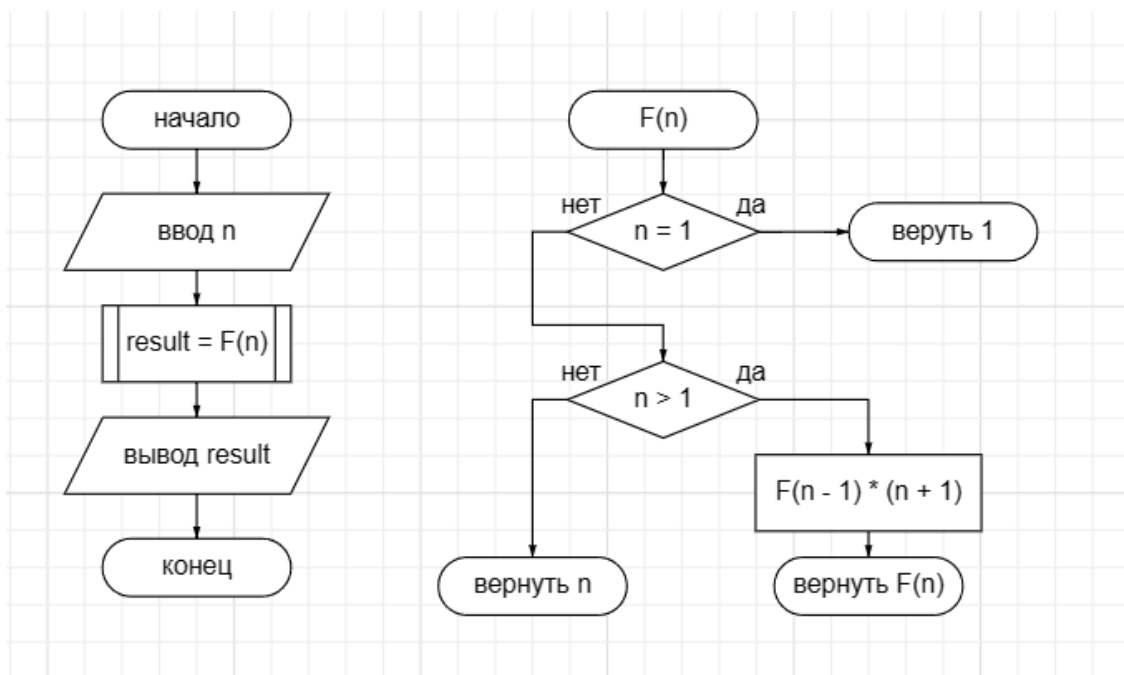 начало
ввод n
result = F(n)
вывод result
конец
F(n)
нет
да
n = 1
веруть 1
нет
да
n > 1
F(n - 1) * (n + 1)
вернуть n
вернуть F(n)